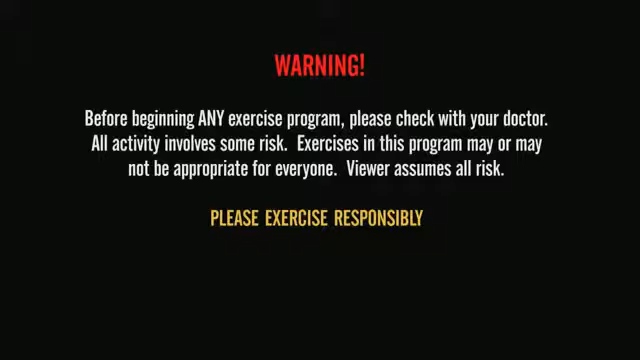 WARNING!
Before beginning ANY exercise program, please check with your doctor.
All activity involves some risk.  Exercises in this program may or may
not be appropriate for everyone.  Viewer assumes all risk.
PLEASE EXERCISE RESPONSIBLY